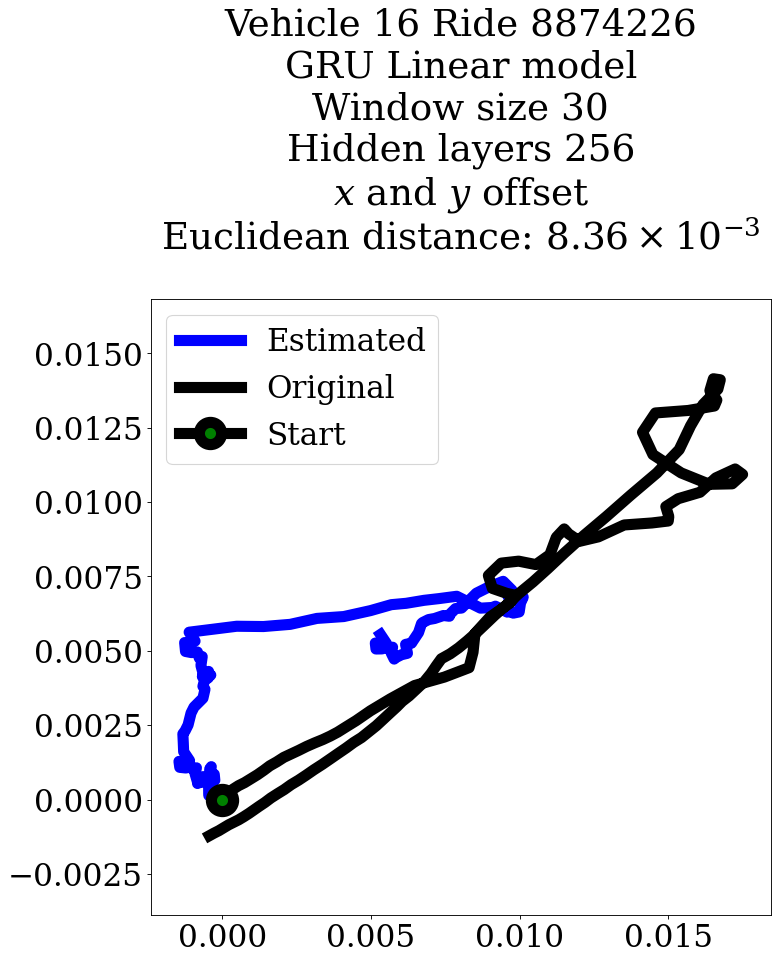 Vehicle 16 Ride 8874226
GRU Linear model
Window size 30
Hidden layers 256
x and y offset
Euclidean distance: 8.36 × 10⁻³
Estimated
Original
Start
0.0150
0.0125
0.0100
0.0075
0.0050
0.0025
0.0000
−0.0025
0.000 0.005 0.010 0.015